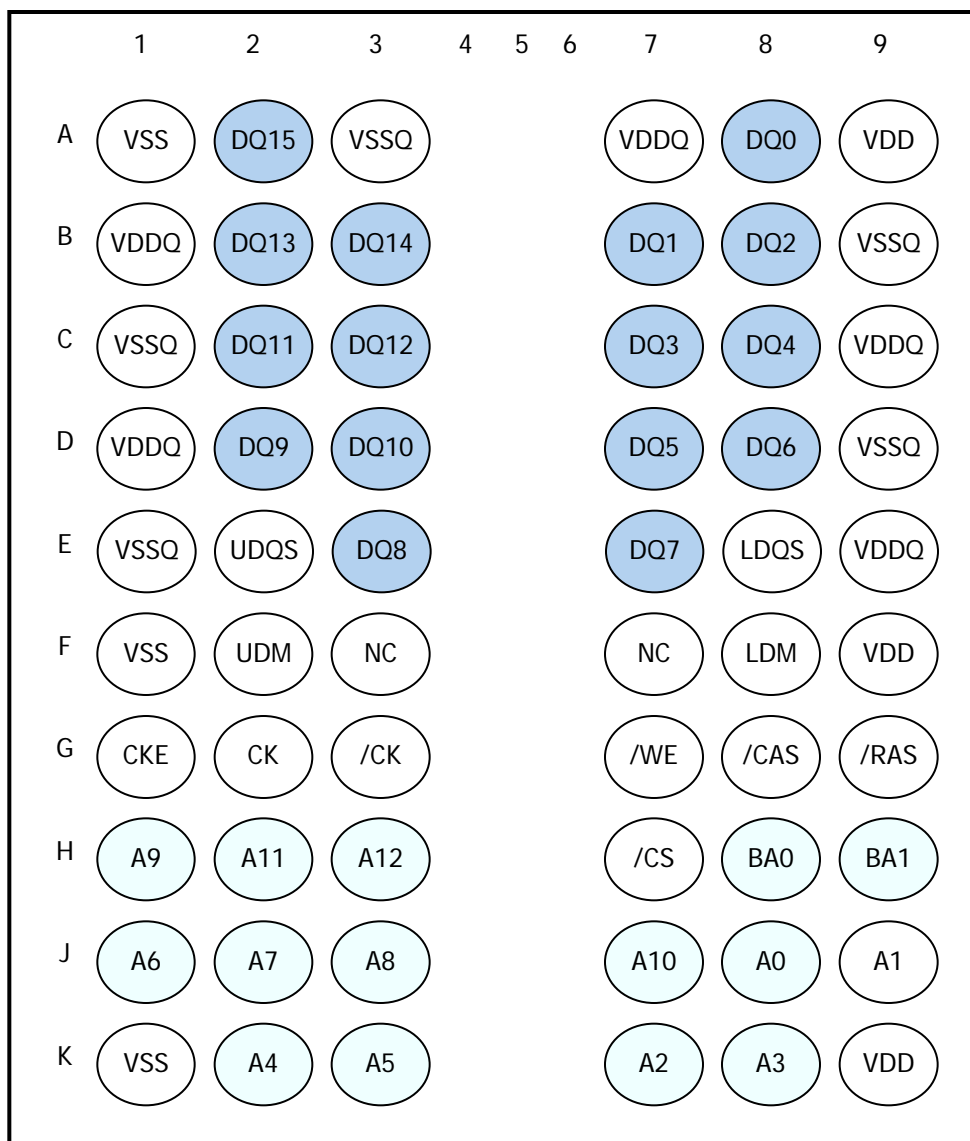 1 2 3 4 5 6 7 8 9
A VSS DQ15 VSSQ VDDQ DQ0 VDD
B VDDQ DQ13 DQ14 DQ1 DQ2 VSSQ
C VSSQ DQ11 DQ12 DQ3 DQ4 VDDQ
D VDDQ DQ9 DQ10 DQ5 DQ6 VSSQ
E VSSQ UDQS DQ8 DQ7 LDQS VDDQ
F VSS UDM NC NC LDM VDD
G CKE CK /CK /WE /CAS /RAS
H A9 A11 A12 /CS BA0 BA1
J A6 A7 A8 A10 A0 A1
K VSS A4 A5 A2 A3 VDD